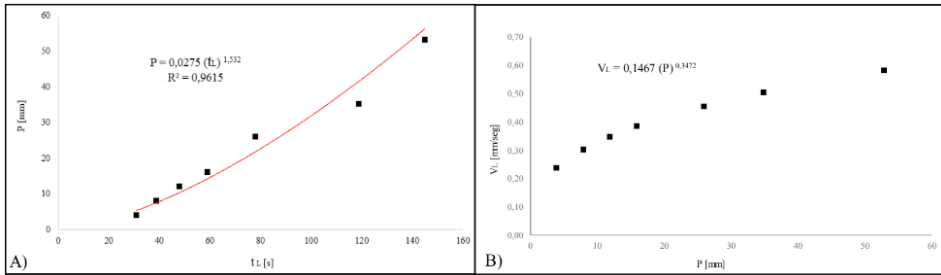 60
50
40
30
20
10
0
P [mm]
P = 0,0275 (tL) 1,532
R² = 0,9615
0 20 40 60 80 100 120 140 160
tL [s]
A)
0,70
0,60
0,50
0,40
0,30
0,20
0,10
0,00
VL [mm/seg]
VL = 0,1467 (P) 0,3472
0 10 20 30 40 50 60
P [mm]
B)